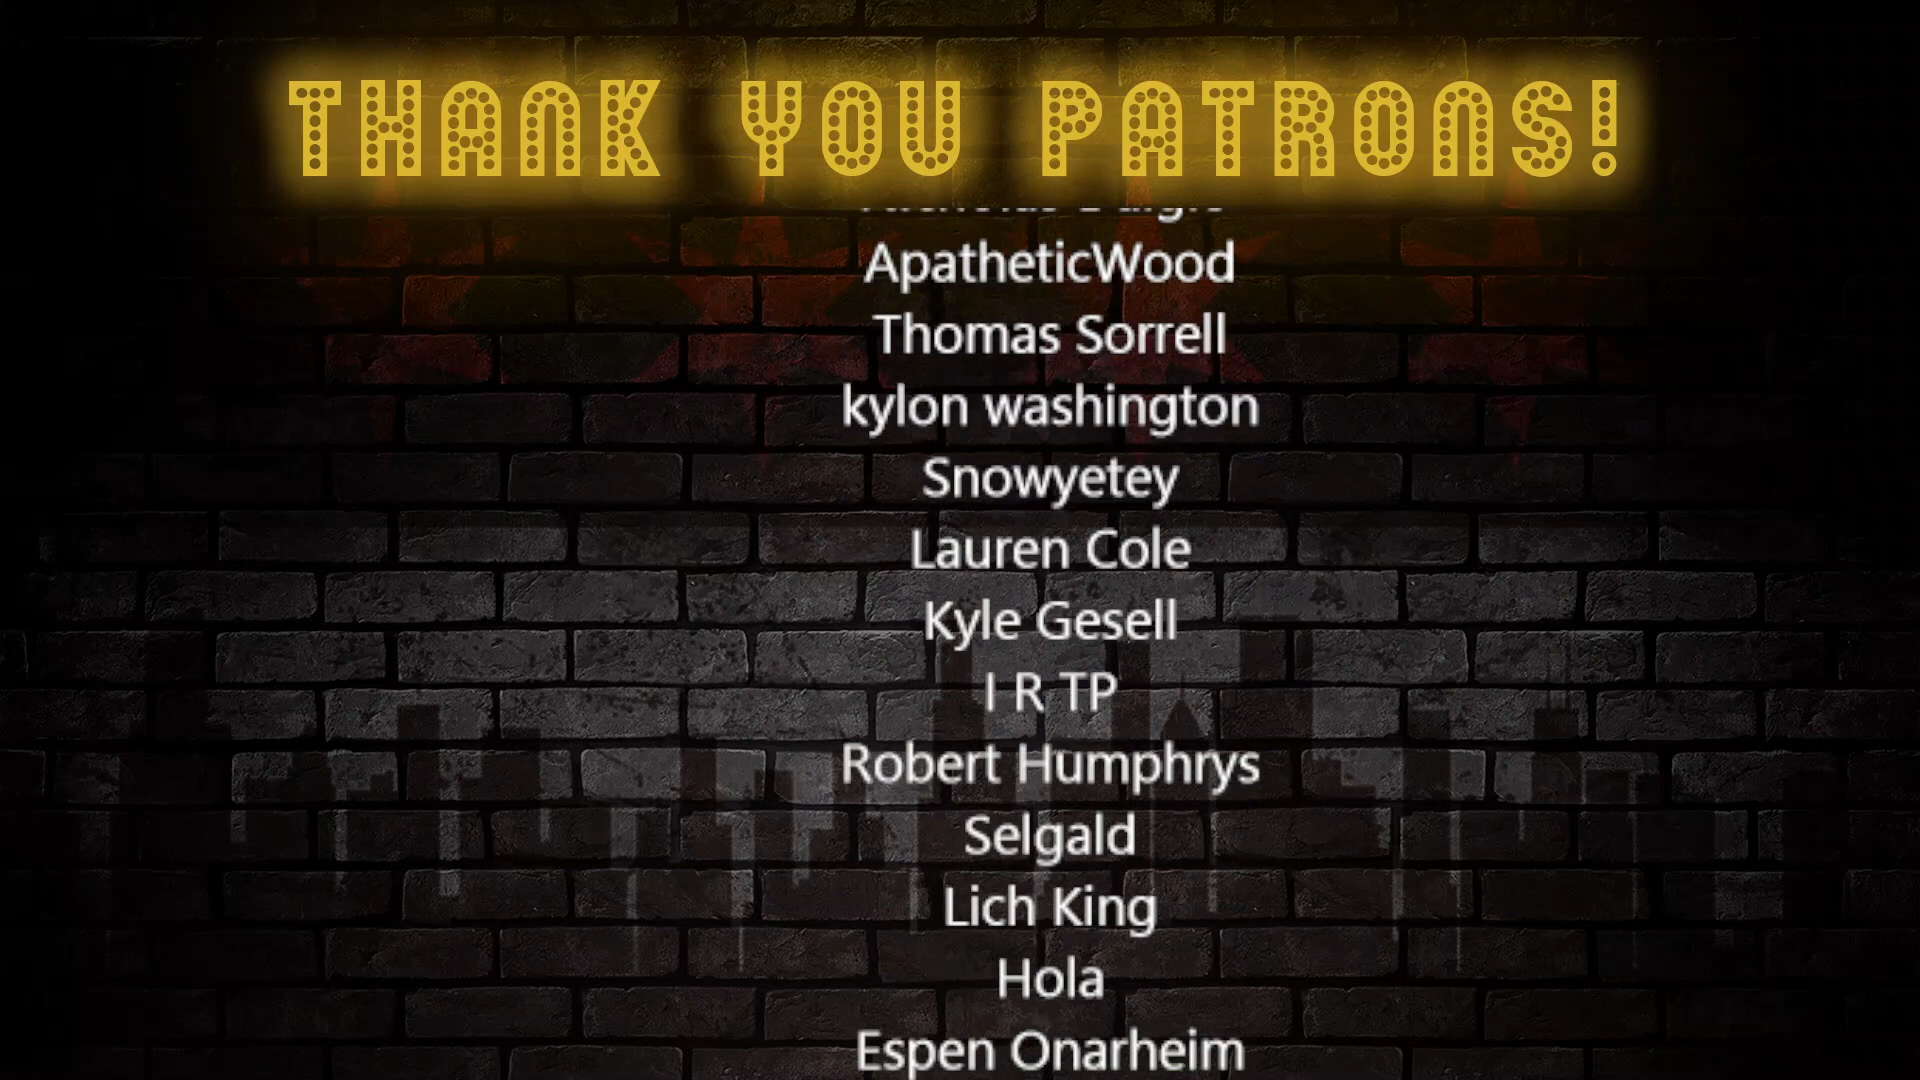 THANK YOU PATRONS!
ApatheticWood
Thomas Sorrell
kylon washington
Snowyetey
Lauren Cole
Kyle Gesell
I R TP
Robert Humphrys
Selgald
Lich King
Hola
Espen Onarheim